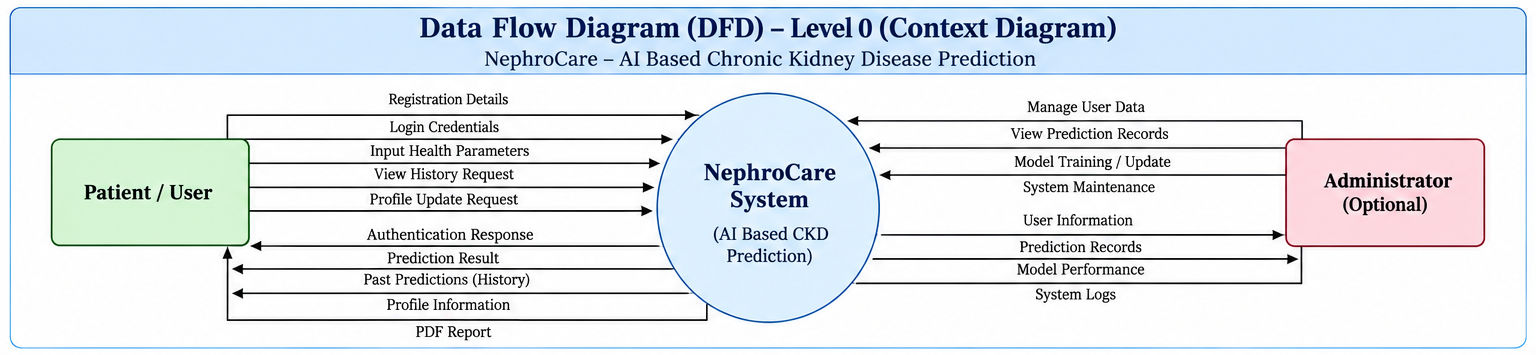 Data Flow Diagram (DFD) – Level 0 (Context Diagram)
NephroCare – AI Based Chronic Kidney Disease Prediction
Patient / User
Registration Details
Login Credentials
Input Health Parameters
View History Request
Profile Update Request
Authentication Response
Prediction Result
Past Predictions (History)
Profile Information
PDF Report
NephroCare
System
(AI Based CKD
Prediction)
Manage User Data
View Prediction Records
Model Training / Update
System Maintenance
User Information
Prediction Records
Model Performance
System Logs
Administrator
(Optional)